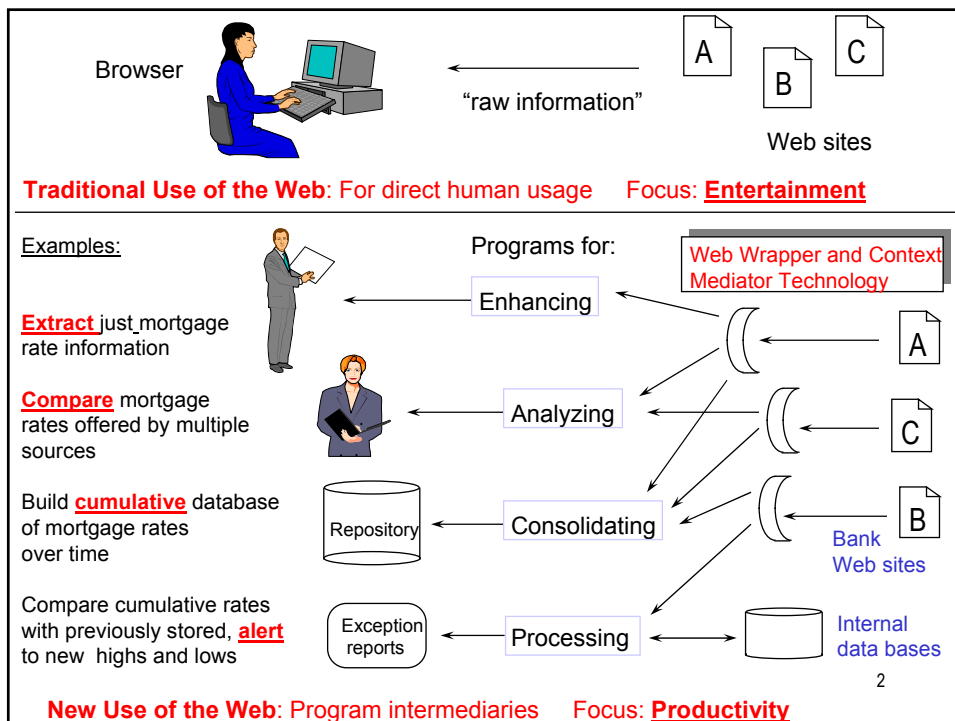 Browser
A
B
C
“raw information”
Web sites
Traditional Use of the Web: For direct human usage Focus: Entertainment
Examples:
Programs for:
Web Wrapper and Context
Mediator Technology
Extract just mortgage
rate information
Enhancing
A
Compare mortgage
rates offered by multiple
sources
Analyzing
C
Build cumulative database
of mortgage rates
over time
Repository
Consolidating
B
Bank
Web sites
Compare cumulative rates
with previously stored, alert
to new highs and lows
Exception
reports
Processing
Internal
data bases
2
New Use of the Web: Program intermediaries Focus: Productivity